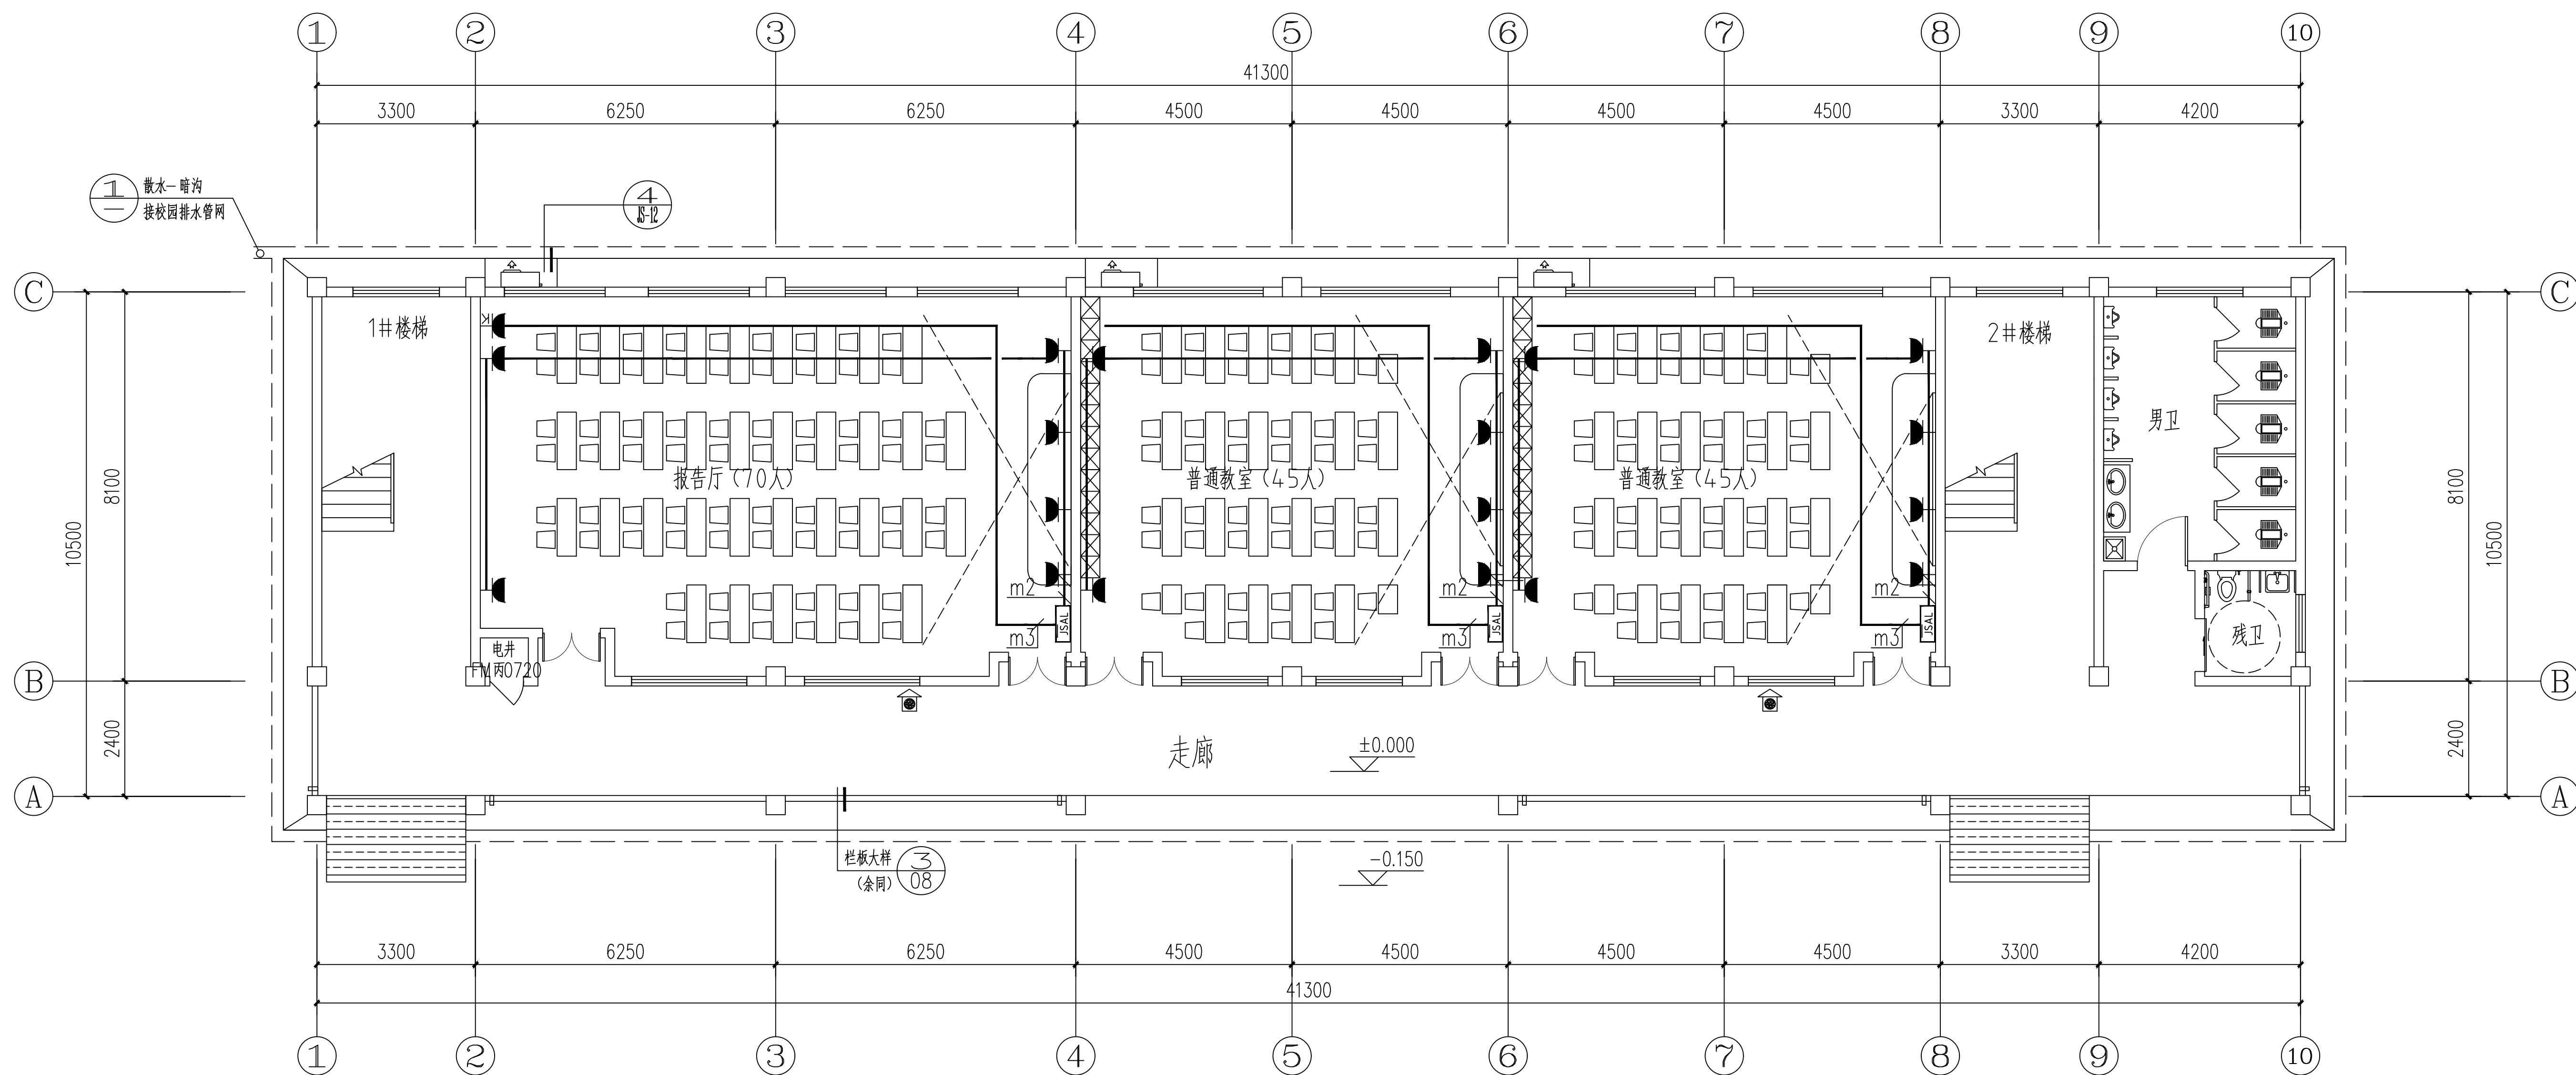 1 2 3 4 5 6 7 8 9 10
41300
3300 6250 6250 4500 4500 4500 4500 3300 4200
1
—
散水—暗沟
接校园排水管网
4
JS-12
C C
1#楼梯 K 2#楼梯
男卫
报告厅（70人） 普通教室（45人） 普通教室（45人）
10500 8100 8100 10500
m2 m2 m2
m3 JSAL m3 JSAL m3 JSAL
残卫
电井
FM丙0720
B B
2400 2400
走廊
±0.000
A A
栏板大样
（余同）
3
08
-0.150
3300 6250 6250 4500 4500 4500 4500 3300 4200
41300
1 2 3 4 5 6 7 8 9 10